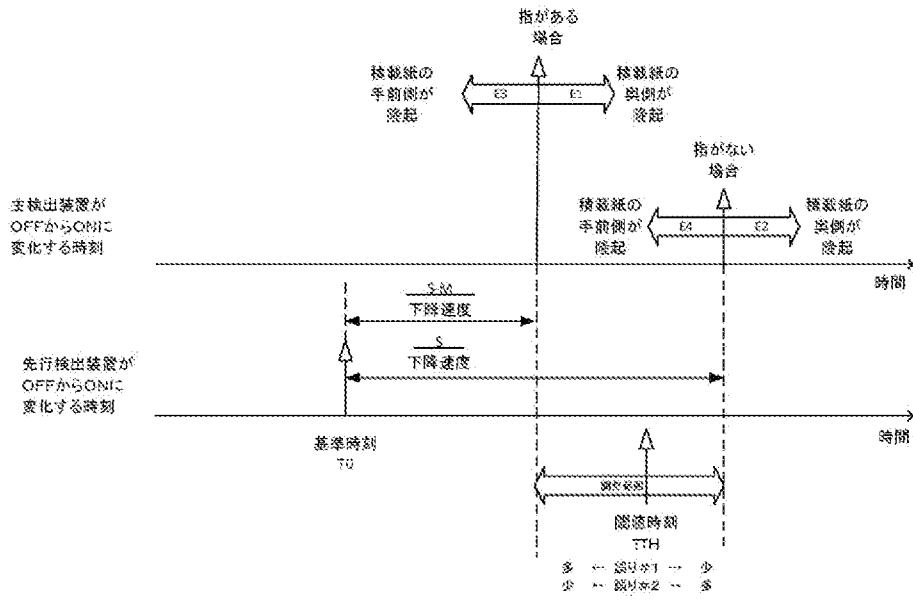 指がある
場合
積載紙の
手前側が
隆起
E3
E1
積載紙の
奥側が
隆起
指がない
場合
主検出装置が
OFFからONに
変化する時刻
積載紙の
手前側が
隆起
E4
E2
積載紙の
奥側が
隆起
時間
S-M
下降速度
先行検出装置が
OFFからONに
変化する時刻
S
下降速度
時間
基準時刻
T0
閾値時刻
TTH
多 ← 誤り#1 → 少
少 ← 誤り#2 → 多